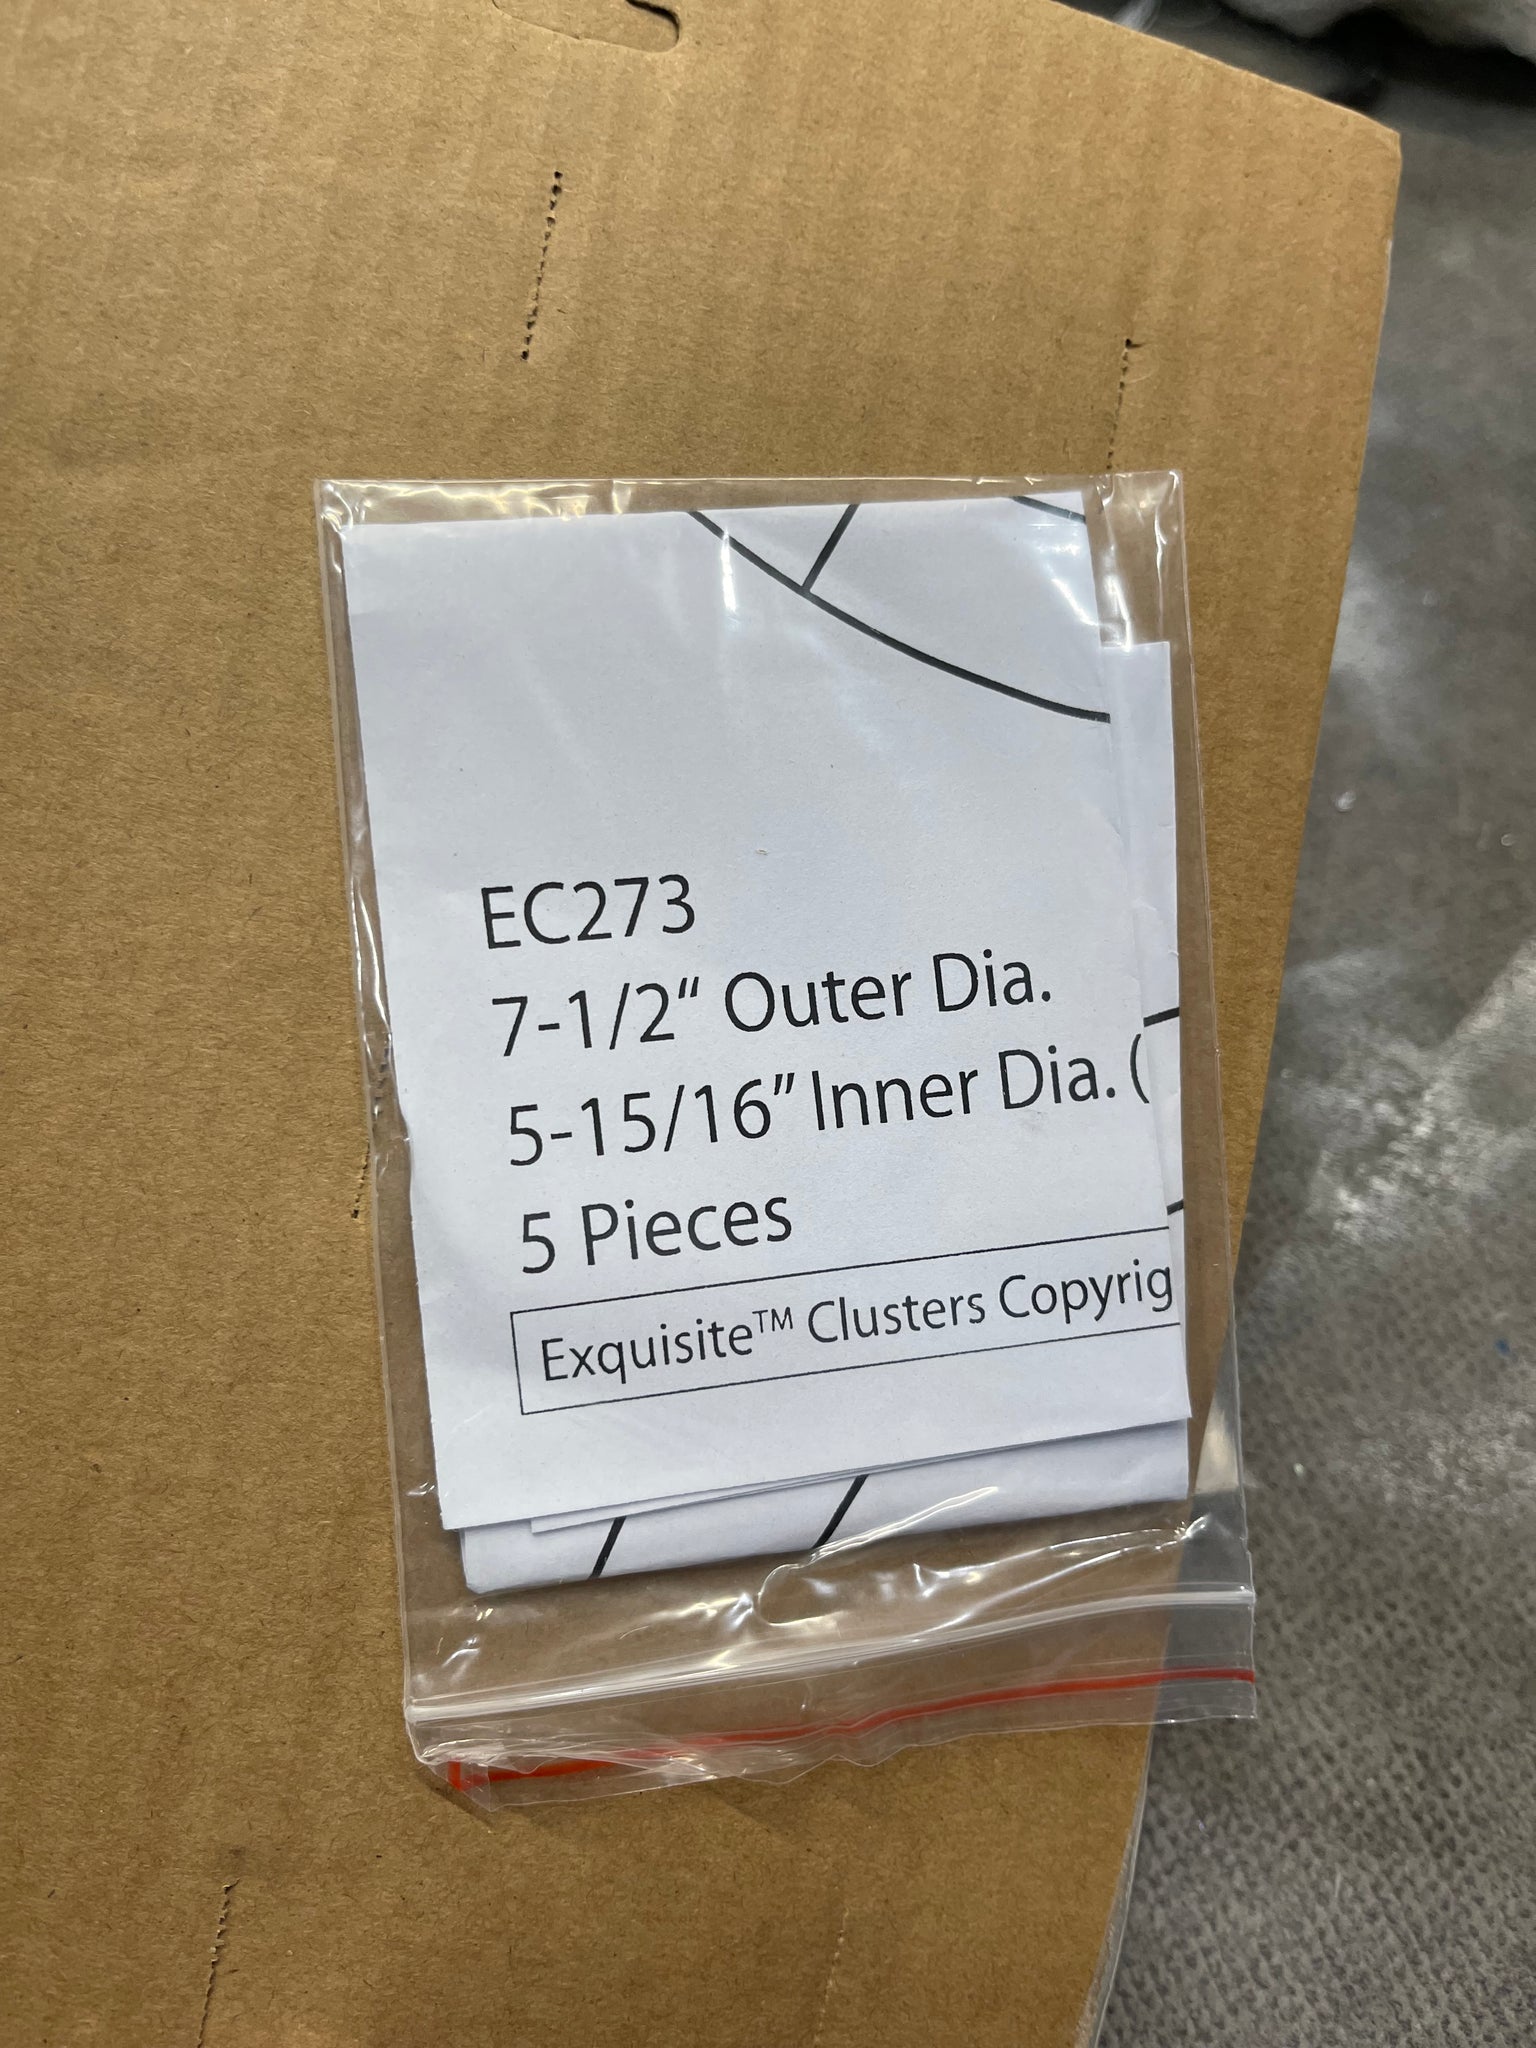 EC273
7-1/2“ Outer Dia.
5-15/16” Inner Dia. (
5 Pieces
Exquisite™ Clusters Copyrig